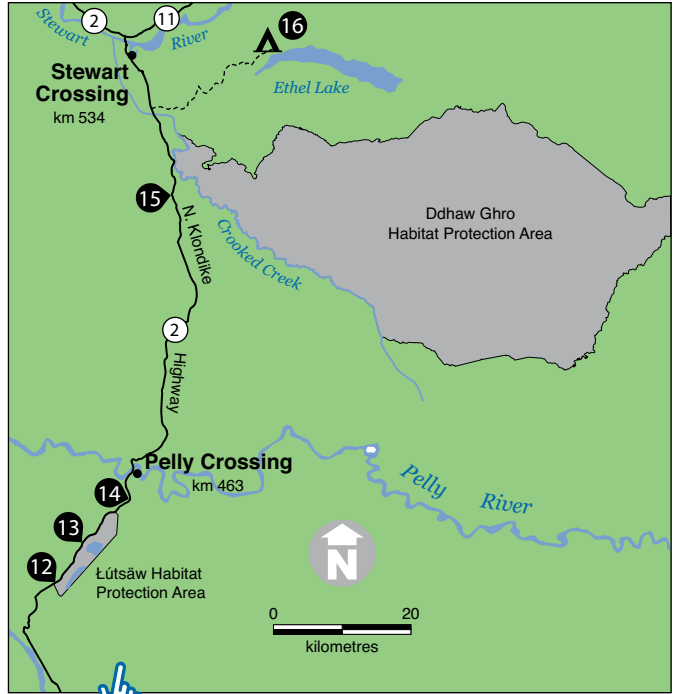 2
11
16
Stewart
River
Stewart
Crossing
km 534
Ethel Lake
15
N. Klondike
Ddhaw Ghro
Habitat Protection Area
Crooked Creek
2
Highway
Pelly Crossing
km 463
Pelly
River
14
13
12
Łútsäw Habitat
Protection Area
N
0
20
kilometres